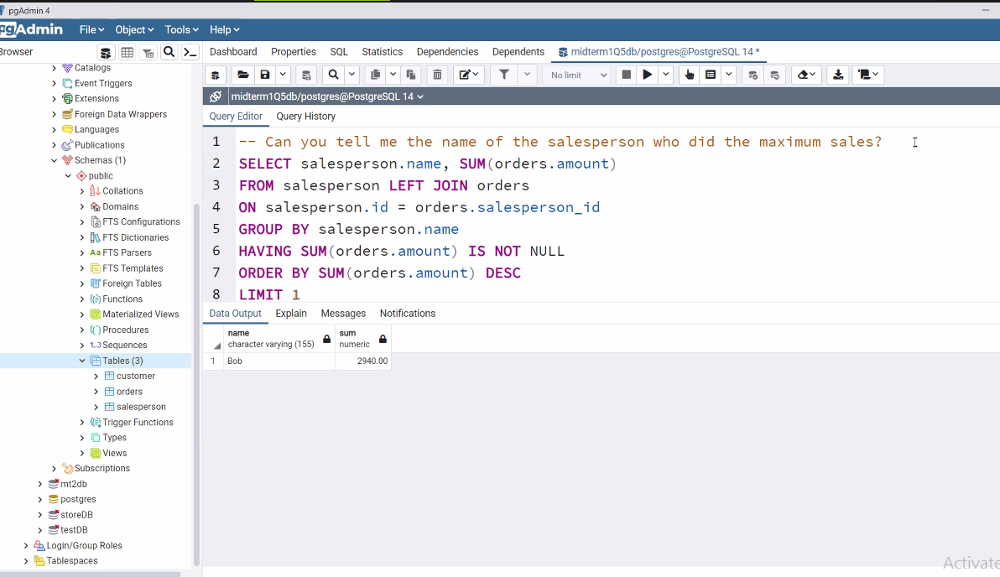 pgAdmin 4
pgAdmin File Object Tools Help
Browser
Dashboard Properties SQL Statistics Dependencies Dependents midterm1Q5db/postgres@PostgreSQL 14 *
No limit
midterm1Q5db/postgres@PostgreSQL 14
Query Editor Query History
1 -- Can you tell me the name of the salesperson who did the maximum sales?
2 SELECT salesperson.name, SUM(orders.amount)
3 FROM salesperson LEFT JOIN orders
4 ON salesperson.id = orders.salesperson_id
5 GROUP BY salesperson.name
6 HAVING SUM(orders.amount) IS NOT NULL
7 ORDER BY SUM(orders.amount) DESC
8 LIMIT 1
Data Output Explain Messages Notifications
name sum
character varying (155) numeric
1 Bob 2940.00
Catalogs
Event Triggers
Extensions
Foreign Data Wrappers
Languages
Publications
Schemas (1)
public
Collations
Domains
FTS Configurations
FTS Dictionaries
Aa FTS Parsers
FTS Templates
Foreign Tables
Functions
Materialized Views
Procedures
1..3 Sequences
Tables (3)
customer
orders
salesperson
Trigger Functions
Types
Views
Subscriptions
mt2db
postgres
storeDB
testDB
Login/Group Roles
Tablespaces
Activate